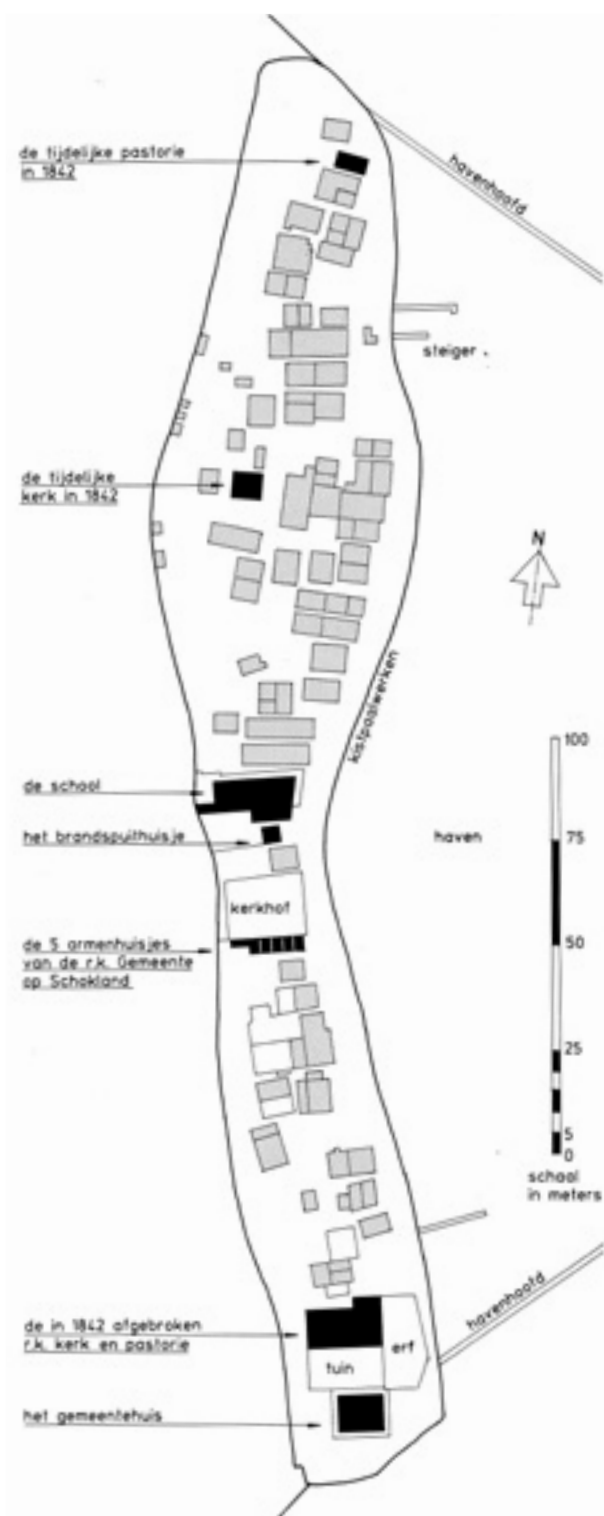 de tijdelijke pastorie
in 1842
havenhoofd
steiger
de tijdelijke
kerk in 1842
N
kistpaalwerken
100
de school
het brandspuithuisje
haven
75
kerkhof
de 5 armenhuisjes
van de r.k. Gemeente
op Schokland
50
25
5
0
schaal
in meters
havenhoofd
de in 1842 afgebroken
r.k. kerk en pastorie
erf
tuin
het gemeentehuis